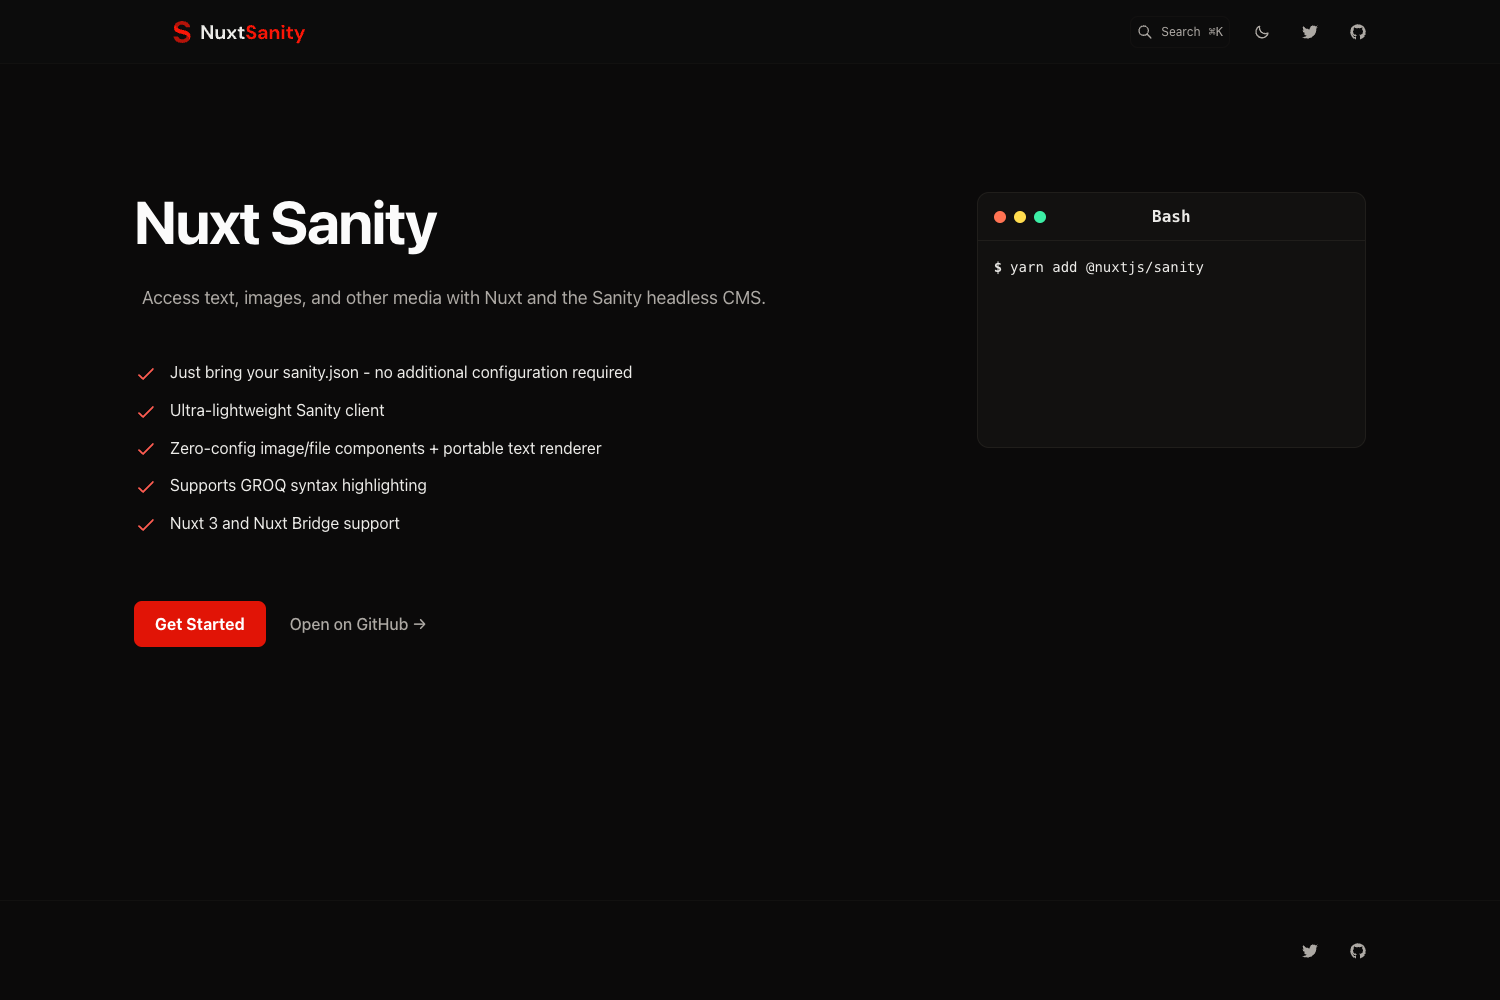 NuxtSanity
Search ⌘K
Nuxt Sanity
Access text, images, and other media with Nuxt and the Sanity headless CMS.
Just bring your sanity.json - no additional configuration required
Ultra-lightweight Sanity client
Zero-config image/file components + portable text renderer
Supports GROQ syntax highlighting
Nuxt 3 and Nuxt Bridge support
Get Started
Open on GitHub →
Bash
$ yarn add @nuxtjs/sanity